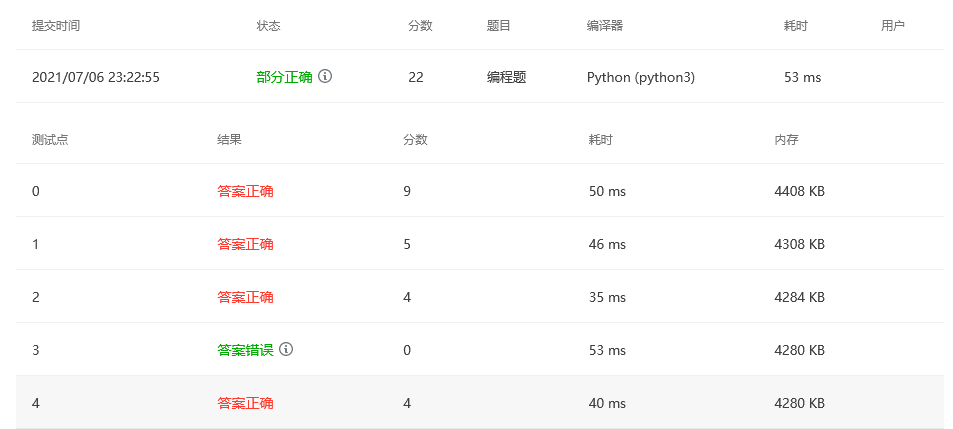 提交时间 状态 分数 题目 编译器 耗时 用户
2021/07/06 23:22:55 部分正确 22 编程题 Python (python3) 53 ms
测试点 结果 分数 耗时 内存
0 答案正确 9 50 ms 4408 KB
1 答案正确 5 46 ms 4308 KB
2 答案正确 4 35 ms 4284 KB
3 答案错误 0 53 ms 4280 KB
4 答案正确 4 40 ms 4280 KB